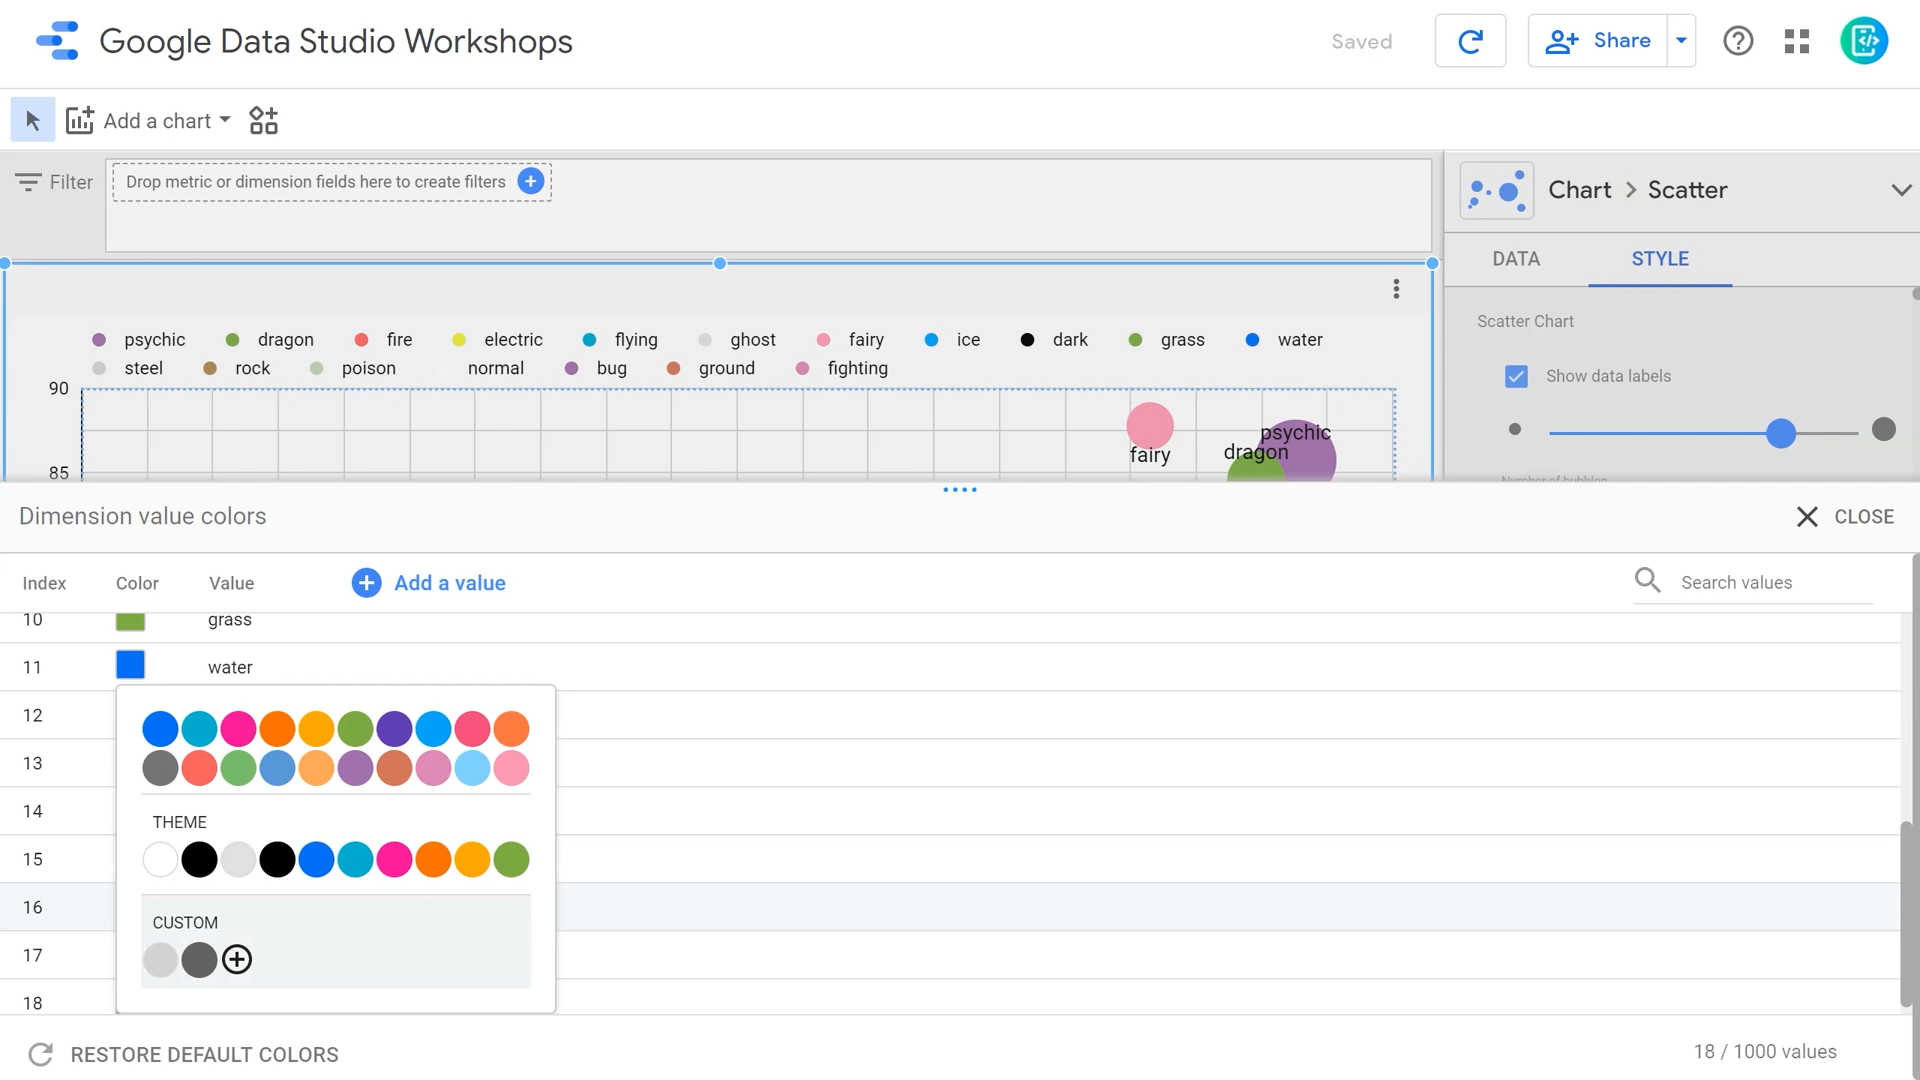 Google Data Studio Workshops
Saved
Share
Add a chart
Filter
Drop metric or dimension fields here to create filters
Chart > Scatter
DATA
STYLE
psychic dragon fire electric flying ghost fairy ice dark grass water
steel rock poison normal bug ground fighting
90
85
fairy
dragon
psychic
Scatter Chart
Show data labels
Number of bubbles
Dimension value colors
CLOSE
Index Color Value
Add a value
Search values
10 grass
11 water
12
13
14
15
16
17
18
THEME
CUSTOM
RESTORE DEFAULT COLORS
18 / 1000 values